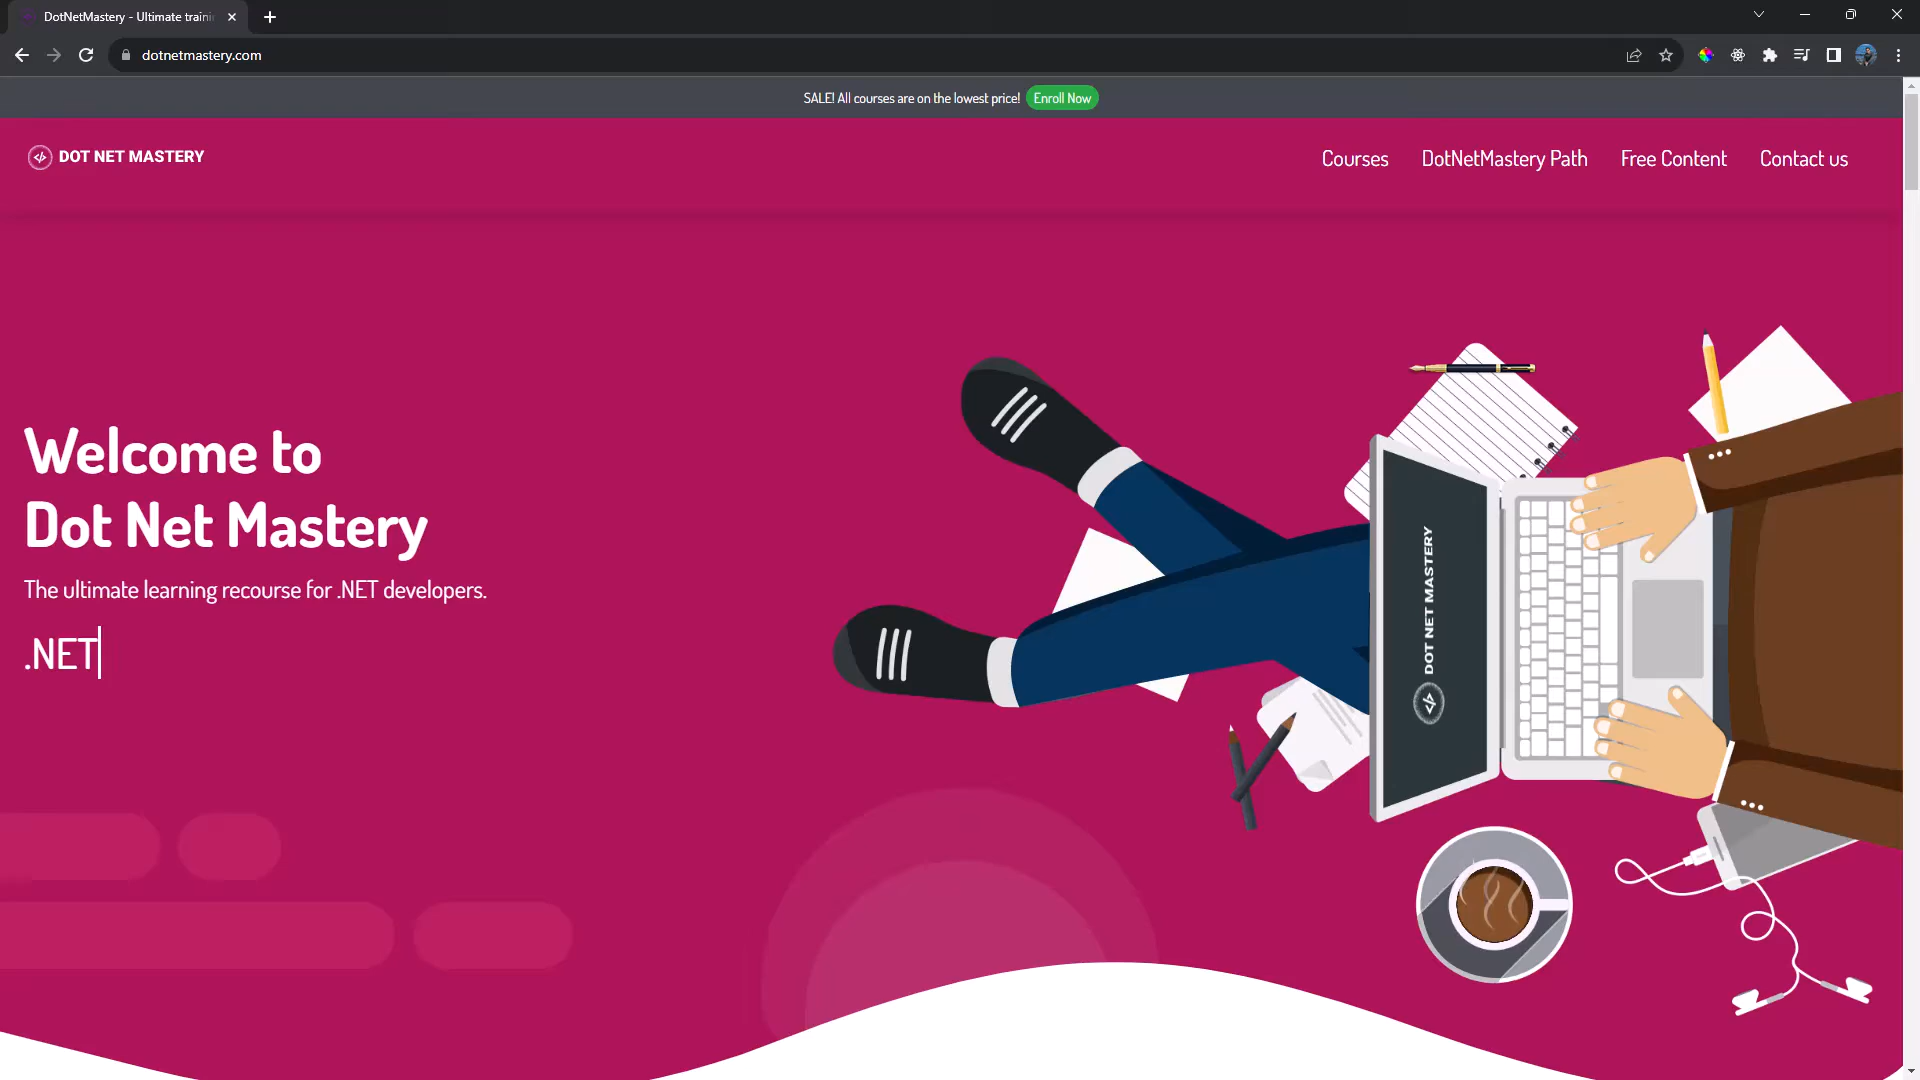 DotNetMastery - Ultimate traini
dotnetmastery.com
SALE! All courses are on the lowest price! Enroll Now
DOT NET MASTERY
Courses DotNetMastery Path Free Content Contact us
Welcome to
Dot Net Mastery
The ultimate learning recourse for .NET developers.
.NET
DOT NET MASTERY